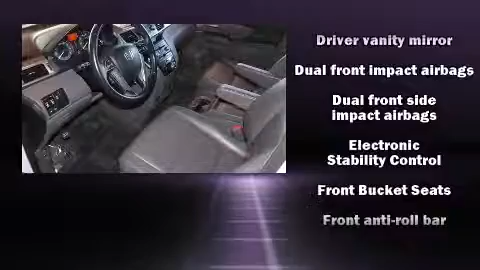 Driver vanity mirror
Dual front impact airbags
Dual front side
impact airbags
Electronic
Stability Control
Front Bucket Seats
Front anti-roll bar